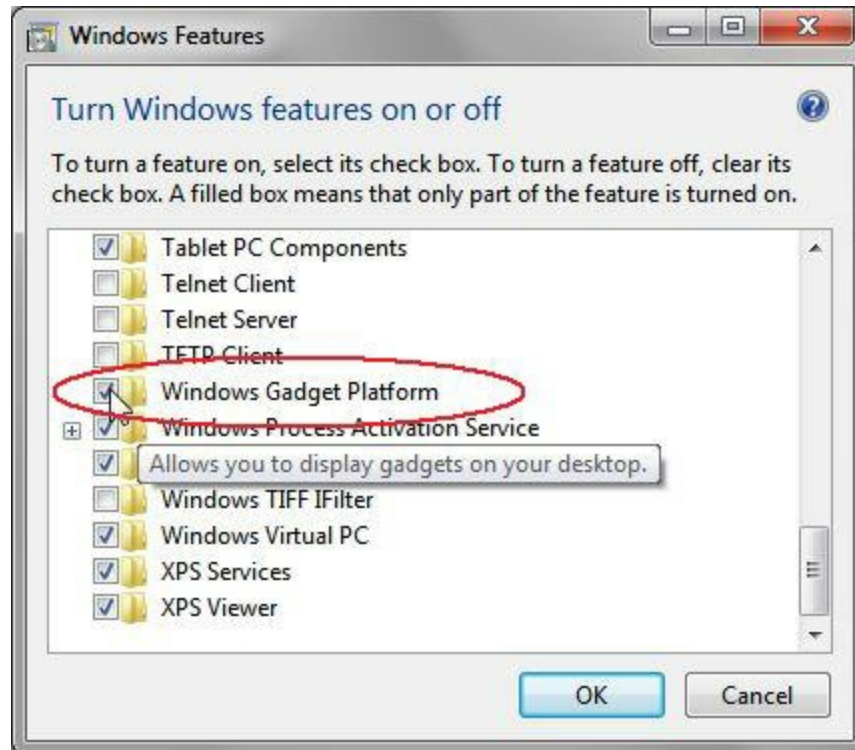 Windows Features
Turn Windows features on or off
To turn a feature on, select its check box. To turn a feature off, clear its
check box. A filled box means that only part of the feature is turned on.
Tablet PC Components
Telnet Client
Telnet Server
TFTP Client
Windows Gadget Platform
Windows Process Activation Service
Allows you to display gadgets on your desktop.
Windows TIFF IFilter
Windows Virtual PC
XPS Services
XPS Viewer
OK Cancel